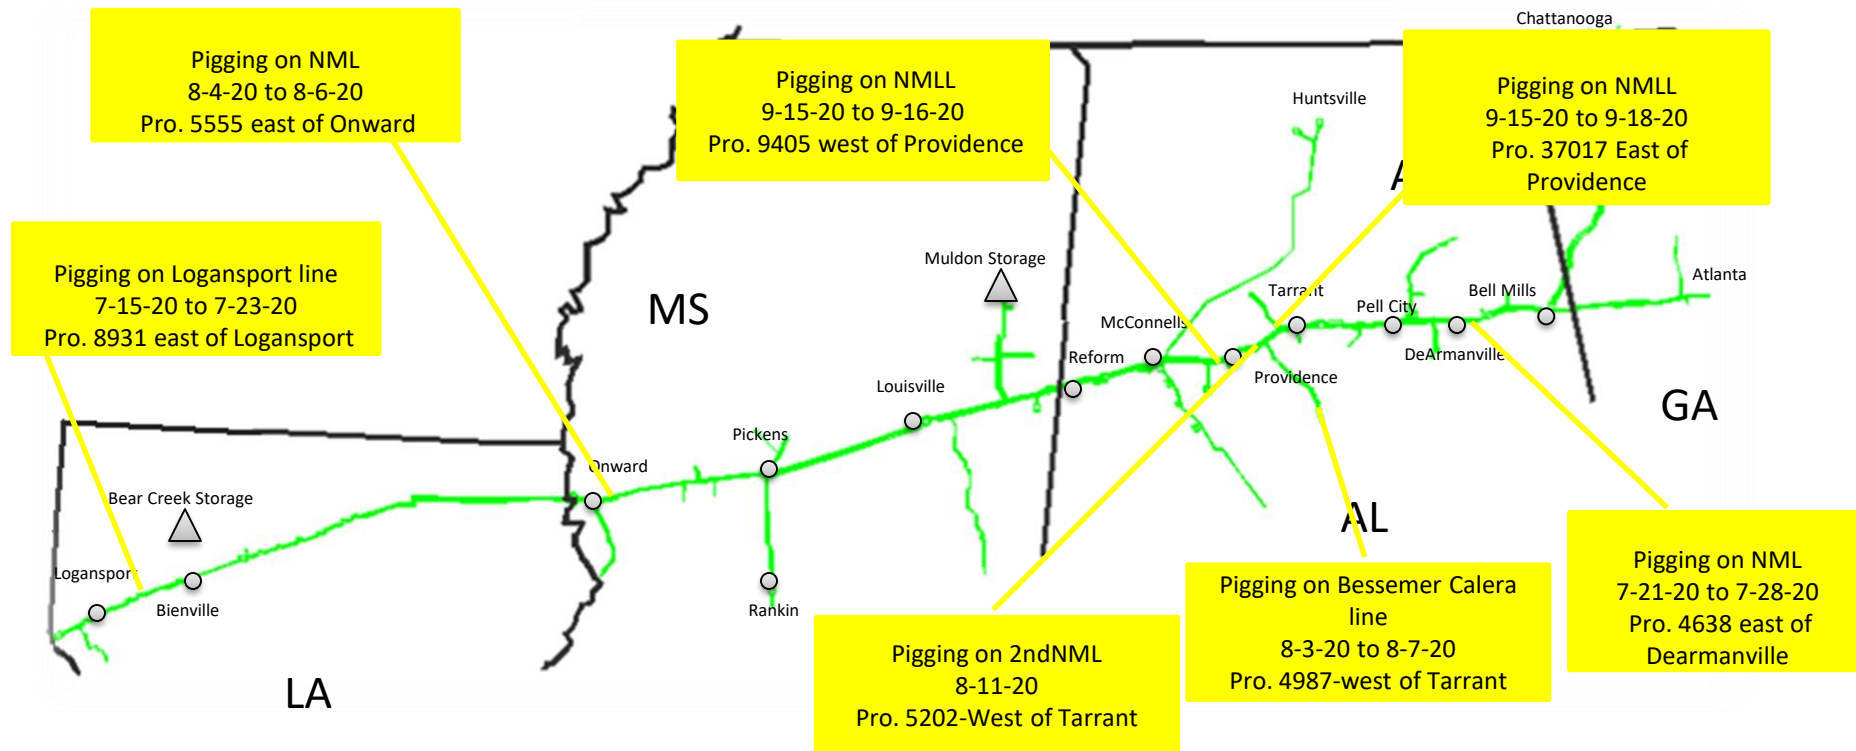 Chattanooga
Pigging on NML
8-4-20 to 8-6-20
Pro. 5555 east of Onward
Pigging on NMLL
9-15-20 to 9-16-20
Pro. 9405 west of Providence
Pigging on NMLL
9-15-20 to 9-18-20
Pro. 37017 East of
Providence
Huntsville
A
Pigging on Logansport line
7-15-20 to 7-23-20
Pro. 8931 east of Logansport
MS
Muldon Storage
Tarrant
Atlanta
Bell Mills
Pell City
McConnells
Reform
DeArmanville
Providence
Louisville
GA
Pickens
Onward
Bear Creek Storage
AL
Logansport
Bienville
Rankin
LA
Pigging on 2ndNML
8-11-20
Pro. 5202-West of Tarrant
Pigging on Bessemer Calera
line
8-3-20 to 8-7-20
Pro. 4987-west of Tarrant
Pigging on NML
7-21-20 to 7-28-20
Pro. 4638 east of
Dearmanville